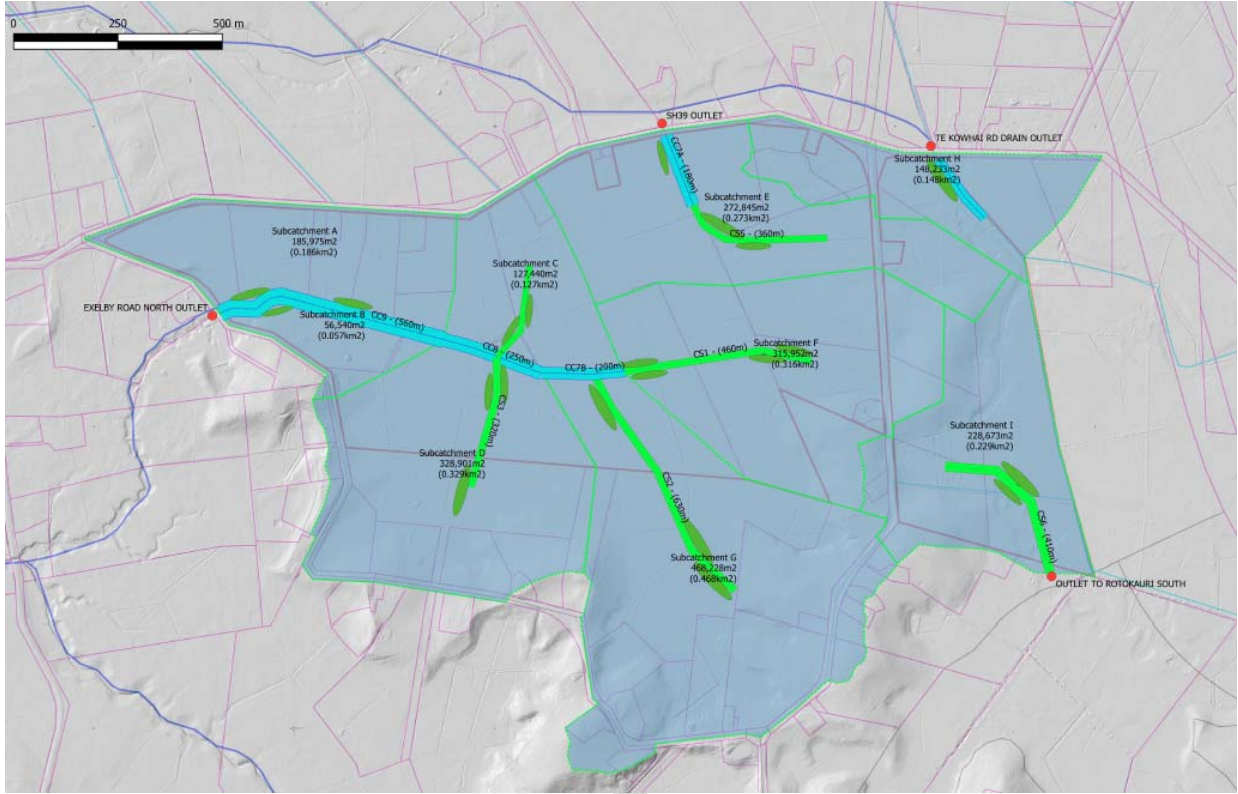 0 250 500 m
SH39 OUTLET
TE KOWHAI RD DRAIN OUTLET
Subcatchment H
148,233m2
(0.148km2)
CC7A - (180m)
Subcatchment E
272,845m2
(0.273km2)
CS5 - (360m)
Subcatchment A
185,975m2
(0.186km2)
Subcatchment C
127,440m2
(0.127km2)
EXELBY ROAD NORTH OUTLET
Subcatchment B
56,540m2
(0.057km2)
CC9 - (560m)
CC8 - (250m)
CC7B - (200m)
CS1 - (460m)
Subcatchment F
315,952m2
(0.316km2)
CS3 - (320m)
Subcatchment D
328,901m2
(0.329km2)
CS2 - (630m)
Subcatchment I
228,673m2
(0.229km2)
CS6 - (410m)
Subcatchment G
468,228m2
(0.468km2)
OUTLET TO ROTOKAURI SOUTH